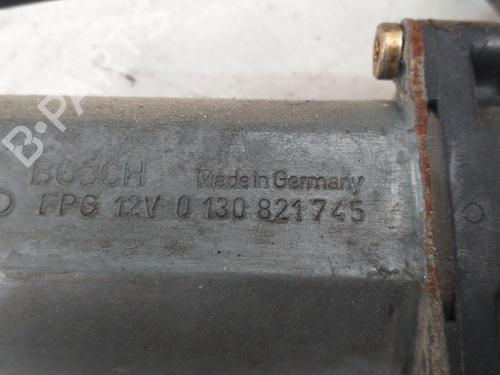 BOSCH Made in Germany
FPG 12V 0 130 821 745
B-PARTS